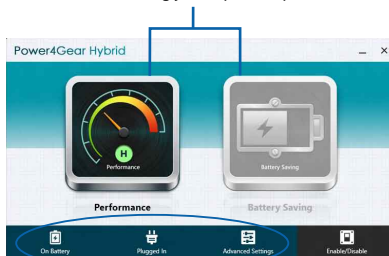 Power4Gear Hybrid
H
Performance
Battery Saving
Performance
Battery Saving
On Battery
Plugged In
Advanced Settings
Enable/Disable